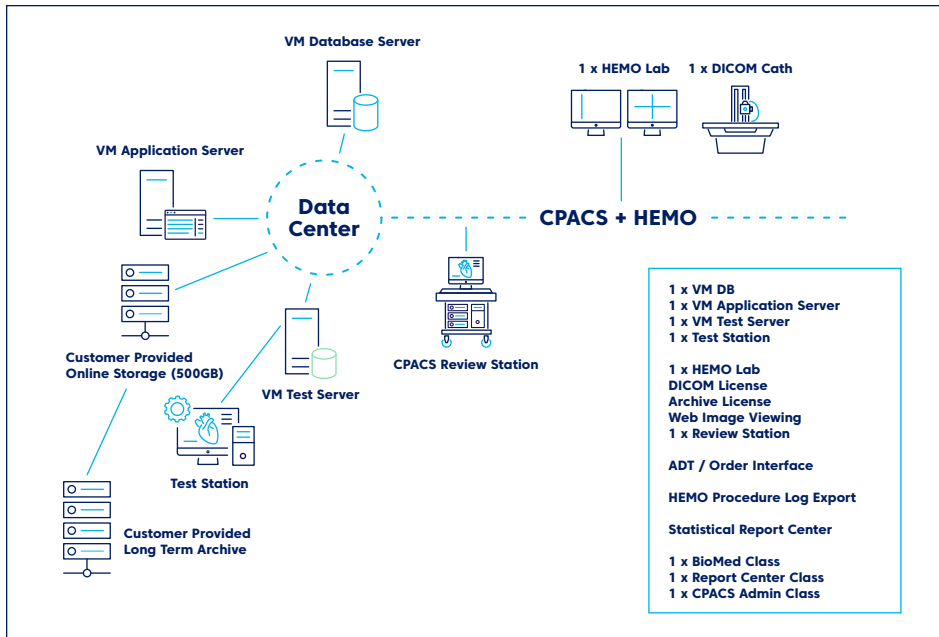 VM Database Server
1 x HEMO Lab
1 x DICOM Cath
VM Application Server
Data
Center
CPACS + HEMO
Customer Provided
Online Storage (500GB)
VM Test Server
CPACS Review Station
Test Station
Customer Provided
Long Term Archive
1 x VM DB
1 x VM Application Server
1 x VM Test Server
1 x Test Station
1 x HEMO Lab
DICOM License
Archive License
Web Image Viewing
1 x Review Station
ADT / Order Interface
HEMO Procedure Log Export
Statistical Report Center
1 x BioMed Class
1 x Report Center Class
1 x CPACS Admin Class